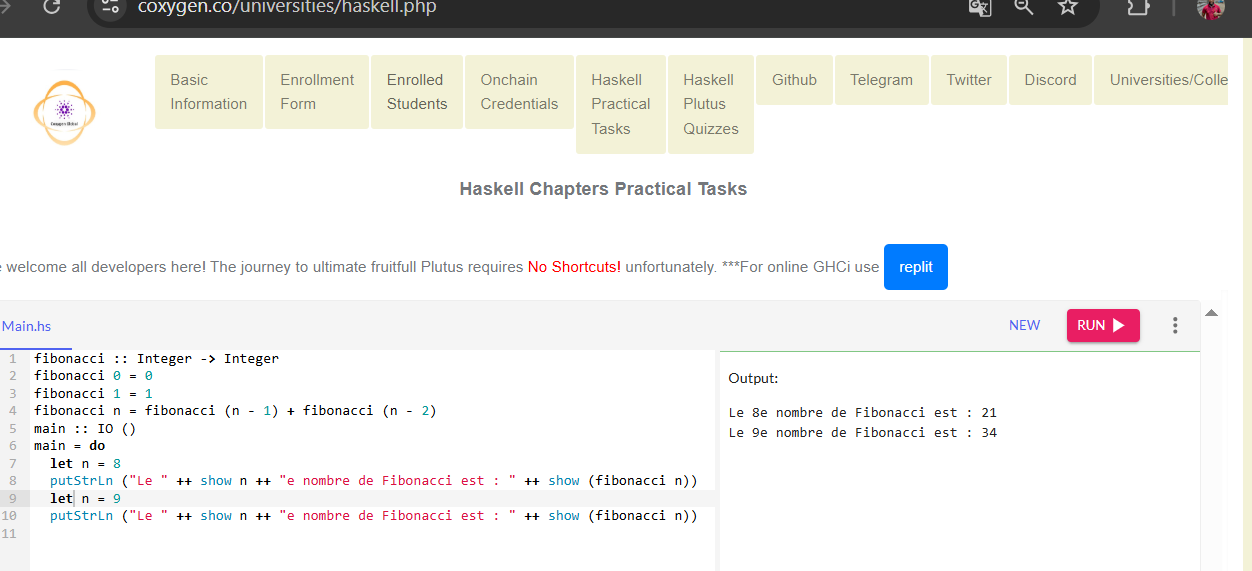 coxygen.co/universities/haskell.php
Basic Information
Enrollment Form
Enrolled Students
Onchain Credentials
Haskell Practical Tasks
Haskell Plutus Quizzes
Github
Telegram
Twitter
Discord
Universities/Colle
Coxygen Global
Haskell Chapters Practical Tasks
e welcome all developers here! The journey to ultimate fruitfull Plutus requires No Shortcuts! unfortunately. ***For online GHCi use replit
Main.hs
NEW
RUN
1 fibonacci :: Integer -> Integer
2 fibonacci 0 = 0
3 fibonacci 1 = 1
4 fibonacci n = fibonacci (n - 1) + fibonacci (n - 2)
5 main :: IO ()
6 main = do
7 let n = 8
8 putStrLn ("Le " ++ show n ++ "e nombre de Fibonacci est : " ++ show (fibonacci n))
9 let n = 9
10 putStrLn ("Le " ++ show n ++ "e nombre de Fibonacci est : " ++ show (fibonacci n))
11
Output:
Le 8e nombre de Fibonacci est : 21
Le 9e nombre de Fibonacci est : 34